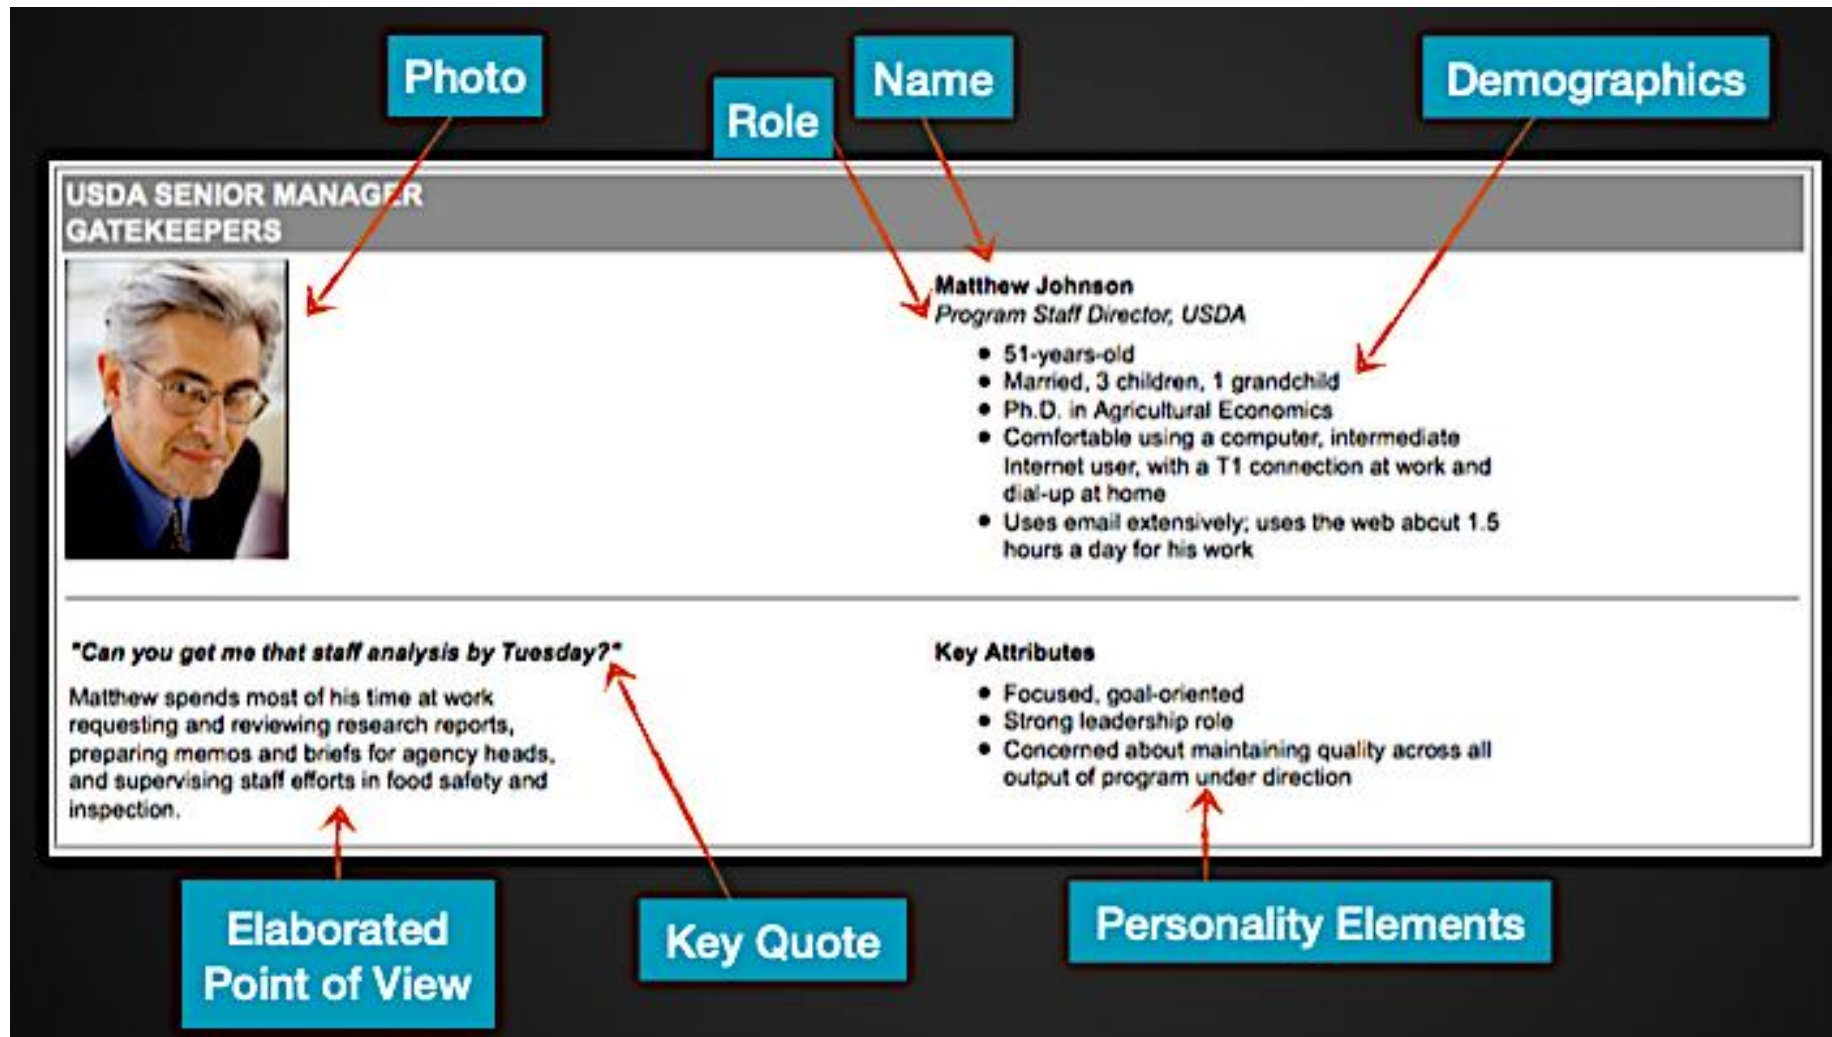 Photo
Name
Role
Demographics
USDA SENIOR MANAGER
GATEKEEPERS
Matthew Johnson
Program Staff Director, USDA
• 51-years-old
• Married, 3 children, 1 grandchild
• Ph.D. in Agricultural Economics
• Comfortable using a computer, intermediate
Internet user, with a T1 connection at work and
dial-up at home
• Uses email extensively; uses the web about 1.5
hours a day for his work
"Can you get me that staff analysis by Tuesday?"
Matthew spends most of his time at work
requesting and reviewing research reports,
preparing memos and briefs for agency heads,
and supervising staff efforts in food safety and
inspection.
Key Attributes
• Focused, goal-oriented
• Strong leadership role
• Concerned about maintaining quality across all
output of program under direction
Elaborated
Point of View
Key Quote
Personality Elements